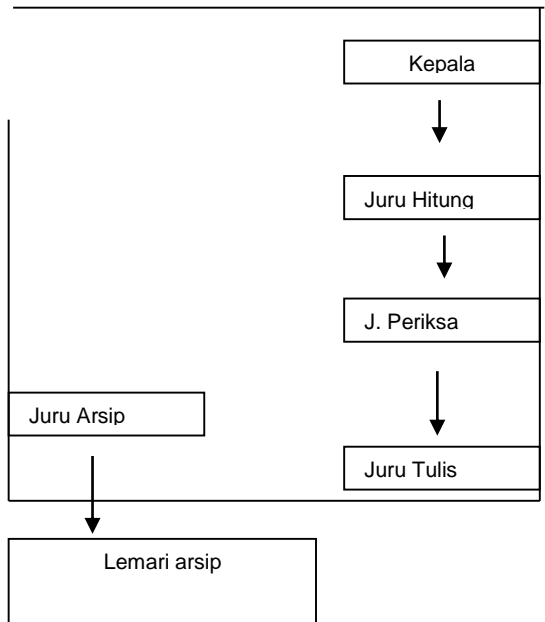 Kepala
Juru Hitung
J. Periksa
Juru Arsip
Juru Tulis
Lemari arsip